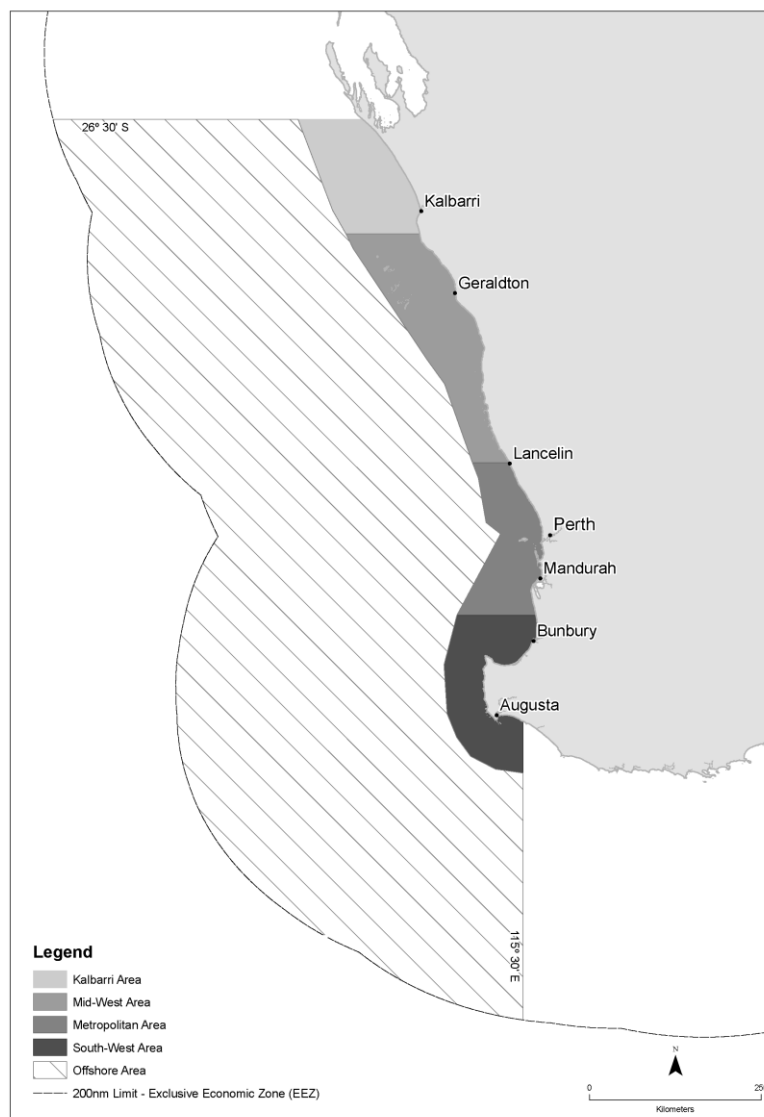 26° 30' S
Kalbarri
Geraldton
Lancelin
Perth
Mandurah
Bunbury
Augusta
115° 30' E
Legend
Kalbarri Area
Mid-West Area
Metropolitan Area
South-West Area
Offshore Area
200nm Limit - Exclusive Economic Zone (EEZ)
N
0
Kilometers